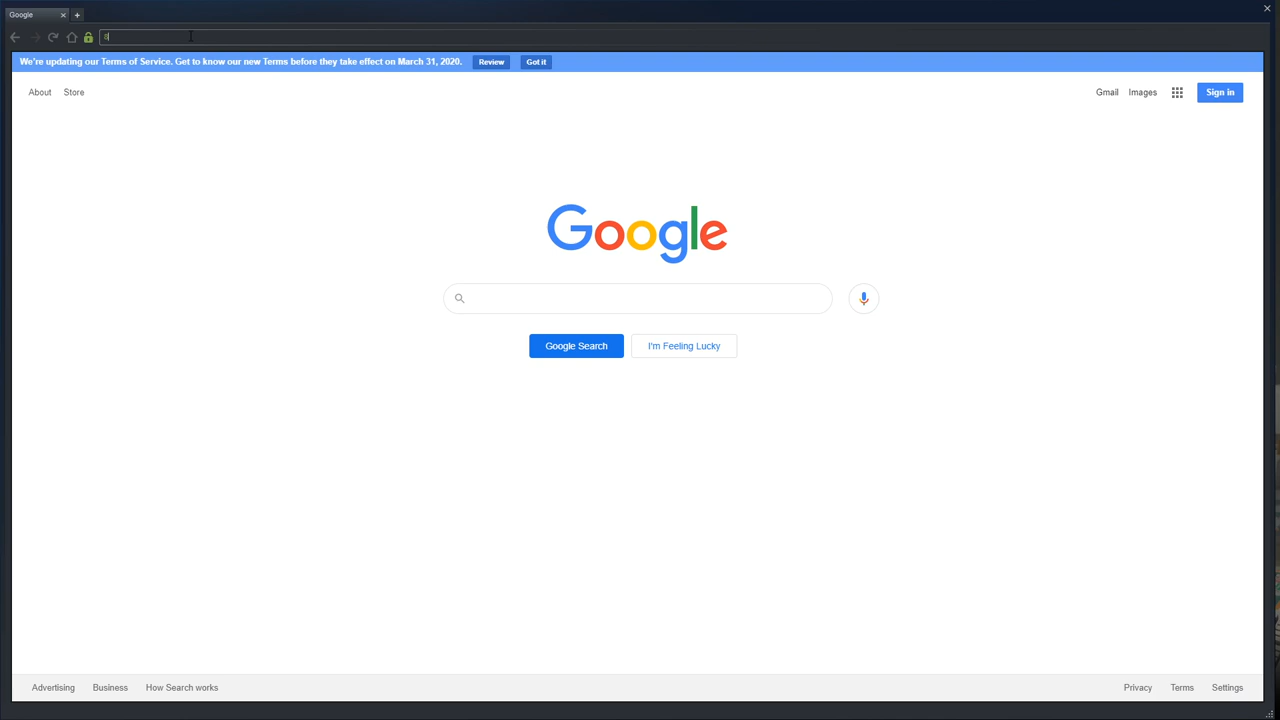 Google
8
We're updating our Terms of Service. Get to know our new Terms before they take effect on March 31, 2020. Review Got it
About Store Gmail Images Sign in
Google
Google Search I'm Feeling Lucky
Advertising Business How Search works Privacy Terms Settings